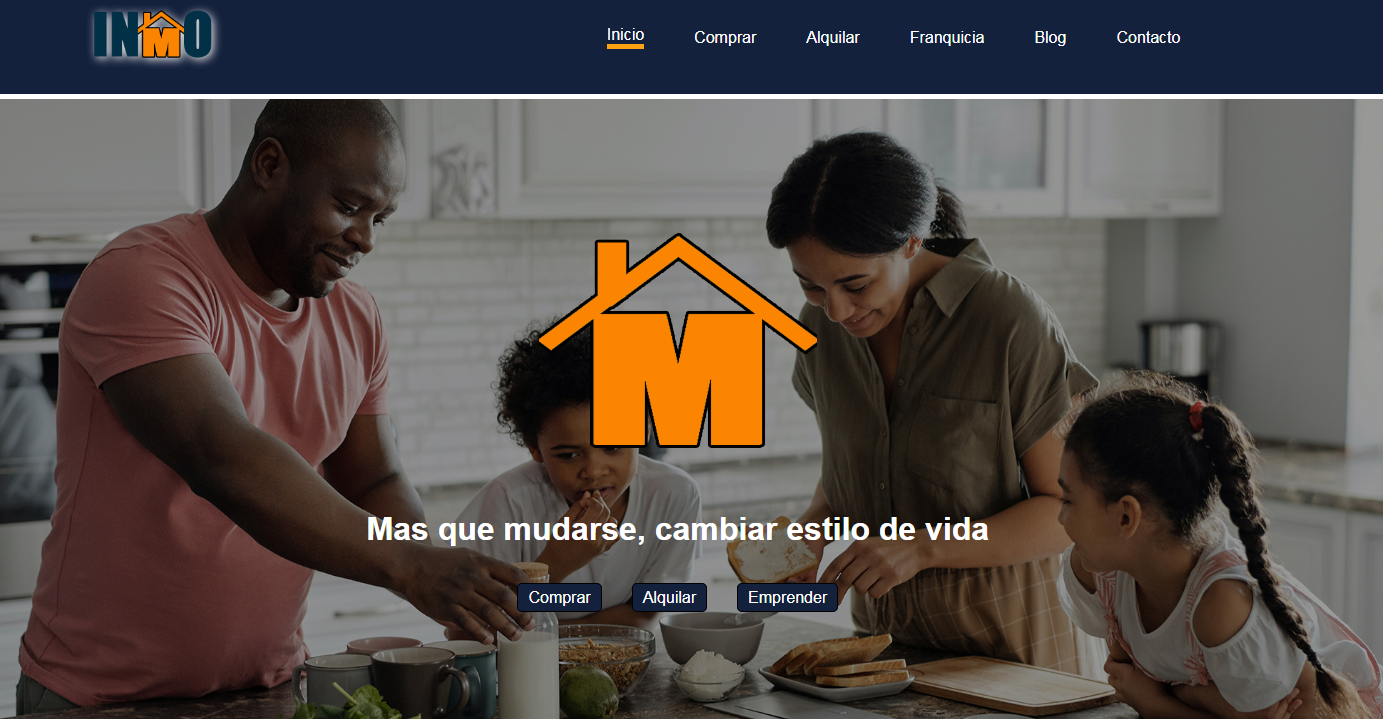 INMO
Inicio Comprar Alquilar Franquicia Blog Contacto
M
Mas que mudarse, cambiar estilo de vida
Comprar Alquilar Emprender